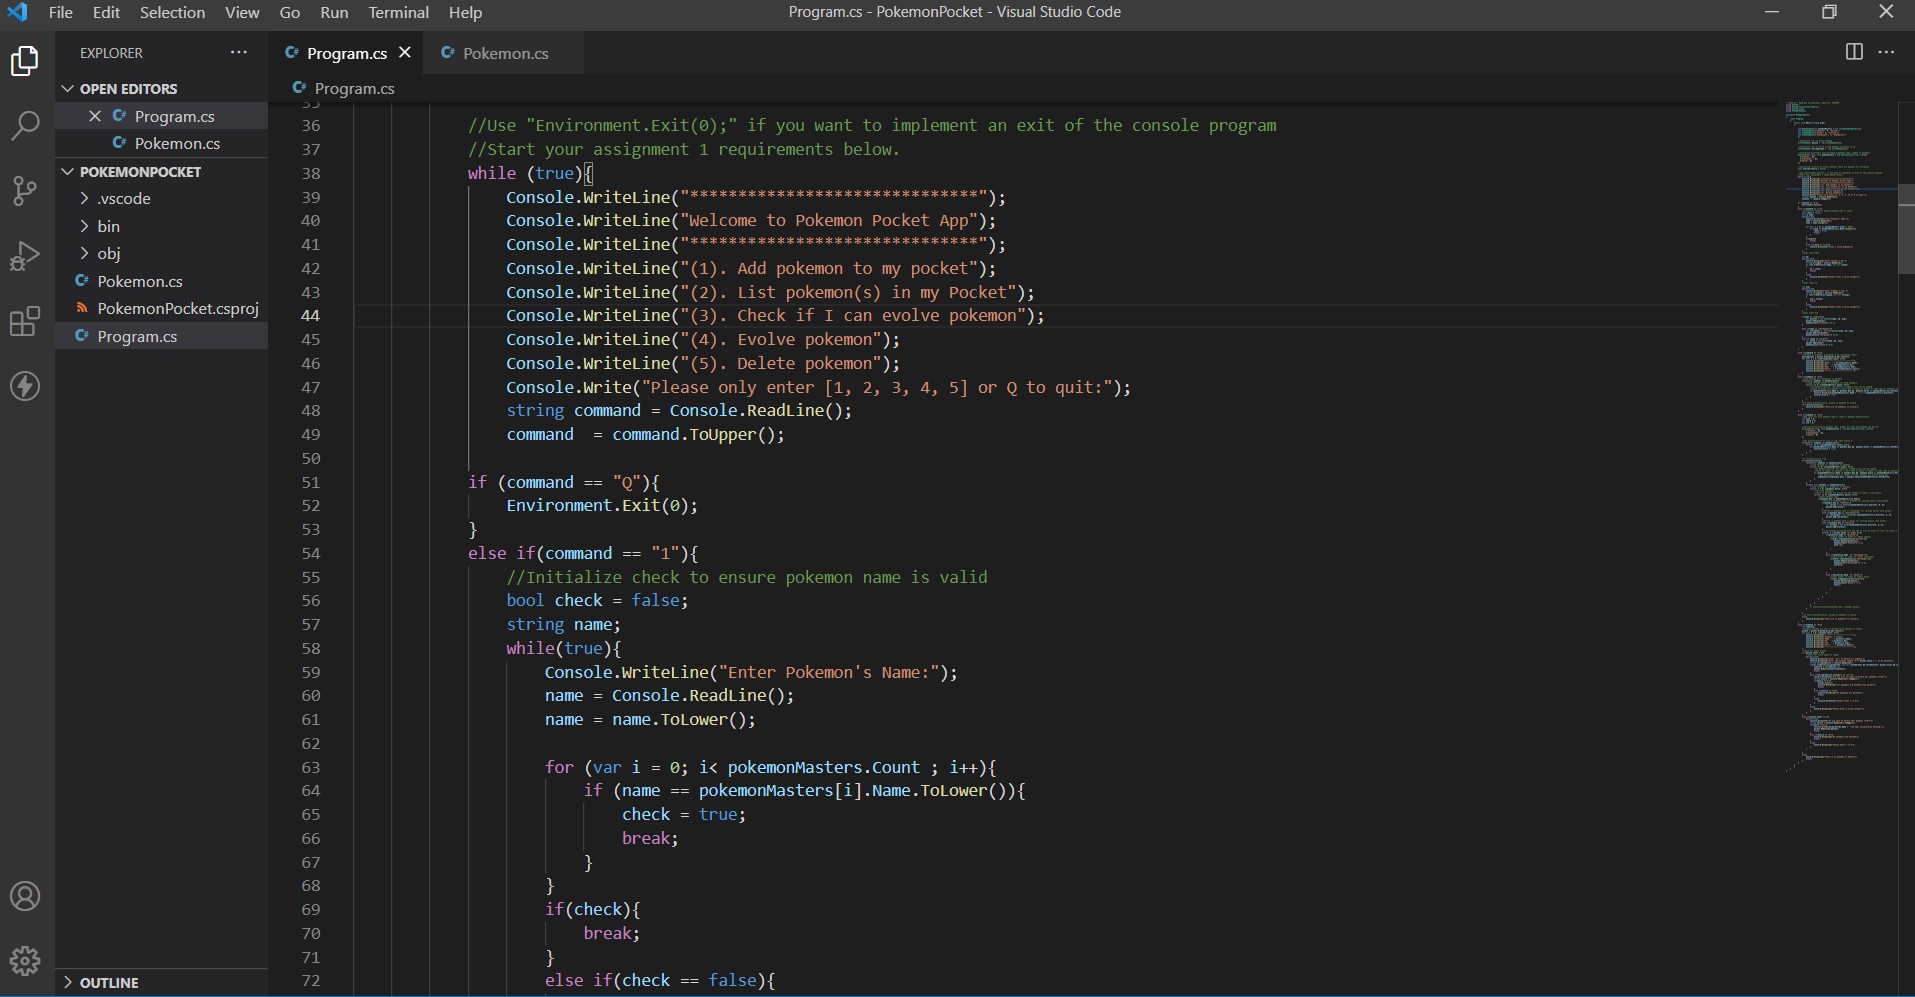 File Edit Selection View Go Run Terminal Help
Program.cs - PokemonPocket - Visual Studio Code
EXPLORER
OPEN EDITORS
Program.cs
Pokemon.cs
POKEMONPOCKET
.vscode
bin
obj
Pokemon.cs
PokemonPocket.csproj
Program.cs
OUTLINE
Program.cs Pokemon.cs
Program.cs
35
36 //Use "Environment.Exit(0);" if you want to implement an exit of the console program
37 //Start your assignment 1 requirements below.
38 while (true){
39 Console.WriteLine("******************************");
40 Console.WriteLine("Welcome to Pokemon Pocket App");
41 Console.WriteLine("******************************");
42 Console.WriteLine("(1). Add pokemon to my pocket");
43 Console.WriteLine("(2). List pokemon(s) in my Pocket");
44 Console.WriteLine("(3). Check if I can evolve pokemon");
45 Console.WriteLine("(4). Evolve pokemon");
46 Console.WriteLine("(5). Delete pokemon");
47 Console.Write("Please only enter [1, 2, 3, 4, 5] or Q to quit:");
48 string command = Console.ReadLine();
49 command  = command.ToUpper();
50
51 if (command == "Q"){
52 Environment.Exit(0);
53 }
54 else if(command == "1"){
55 //Initialize check to ensure pokemon name is valid
56 bool check = false;
57 string name;
58 while(true){
59 Console.WriteLine("Enter Pokemon's Name:");
60 name = Console.ReadLine();
61 name = name.ToLower();
62
63 for (var i = 0; i< pokemonMasters.Count ; i++){
64 if (name == pokemonMasters[i].Name.ToLower()){
65 check = true;
66 break;
67 }
68 }
69 if(check){
70 break;
71 }
72 else if(check == false){